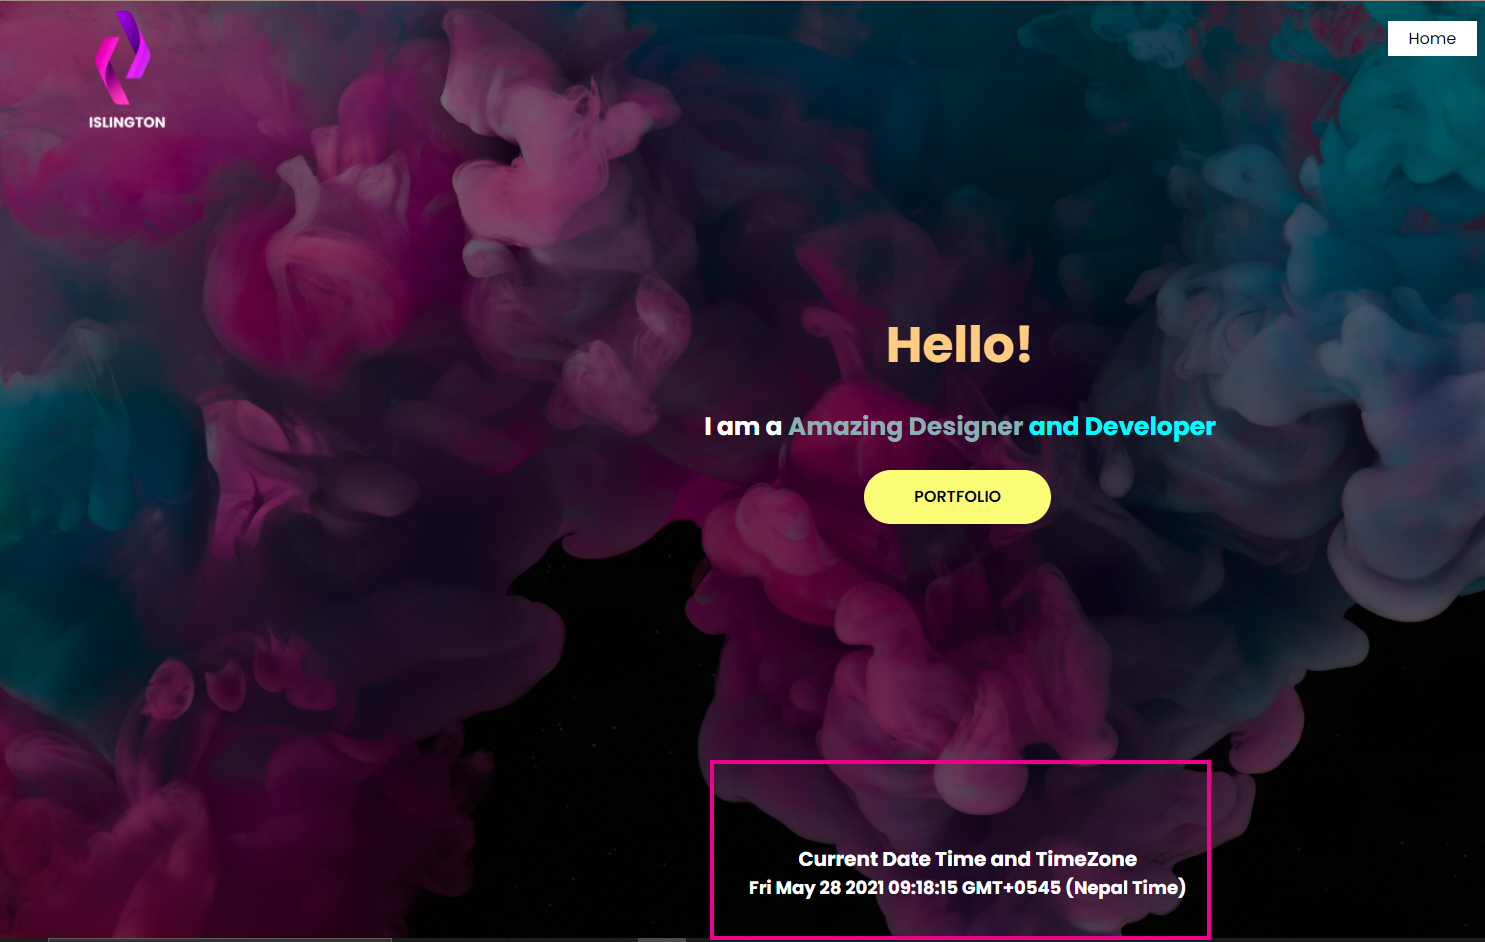 ISLINGTON
Home
Hello!
I am a Amazing Designer and Developer
PORTFOLIO
Current Date Time and TimeZone
Fri May 28 2021 09:18:15 GMT+0545 (Nepal Time)